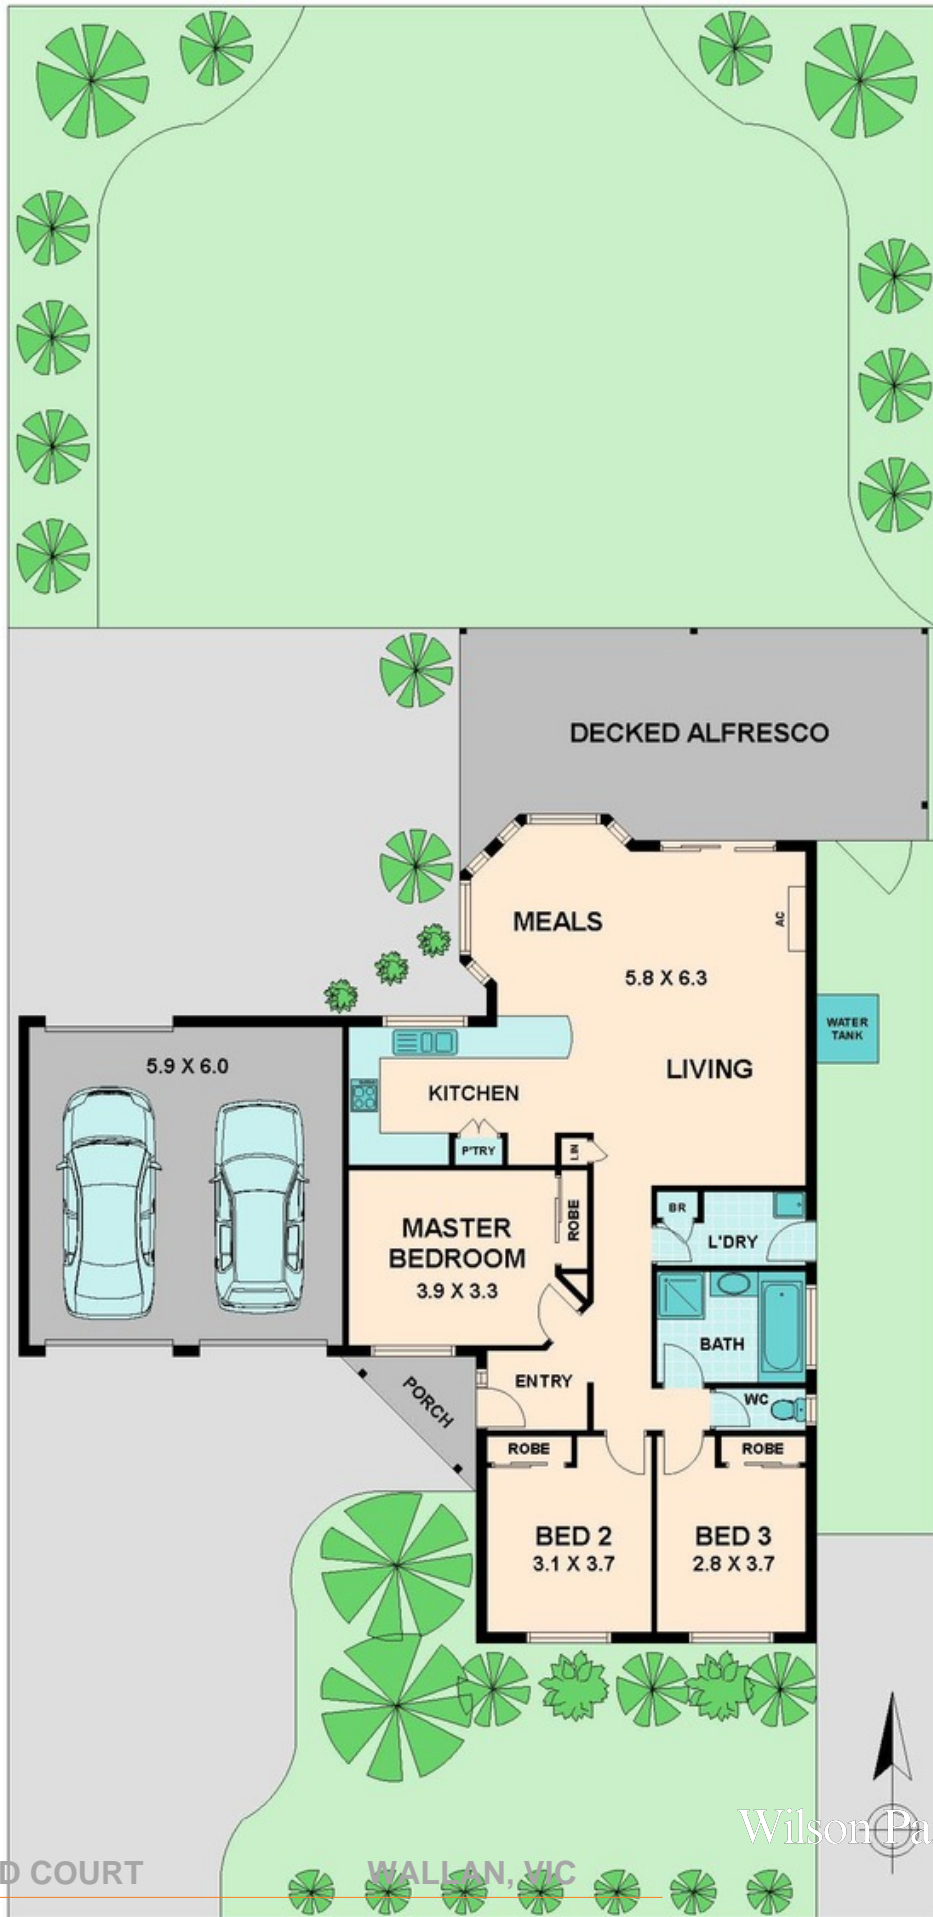 DECKED ALFRESCO
MEALS
AC
5.8 X 6.3
WATER
TANK
5.9 X 6.0
LIVING
KITCHEN
P'TRY
LIN
MASTER
BEDROOM
3.9 X 3.3
ROBE
BR
L'DRY
BATH
ENTRY
PORCH
WC
ROBE
ROBE
BED 2
3.1 X 3.7
BED 3
2.8 X 3.7
Wilson Pa
D COURT
WALLAN, VIC